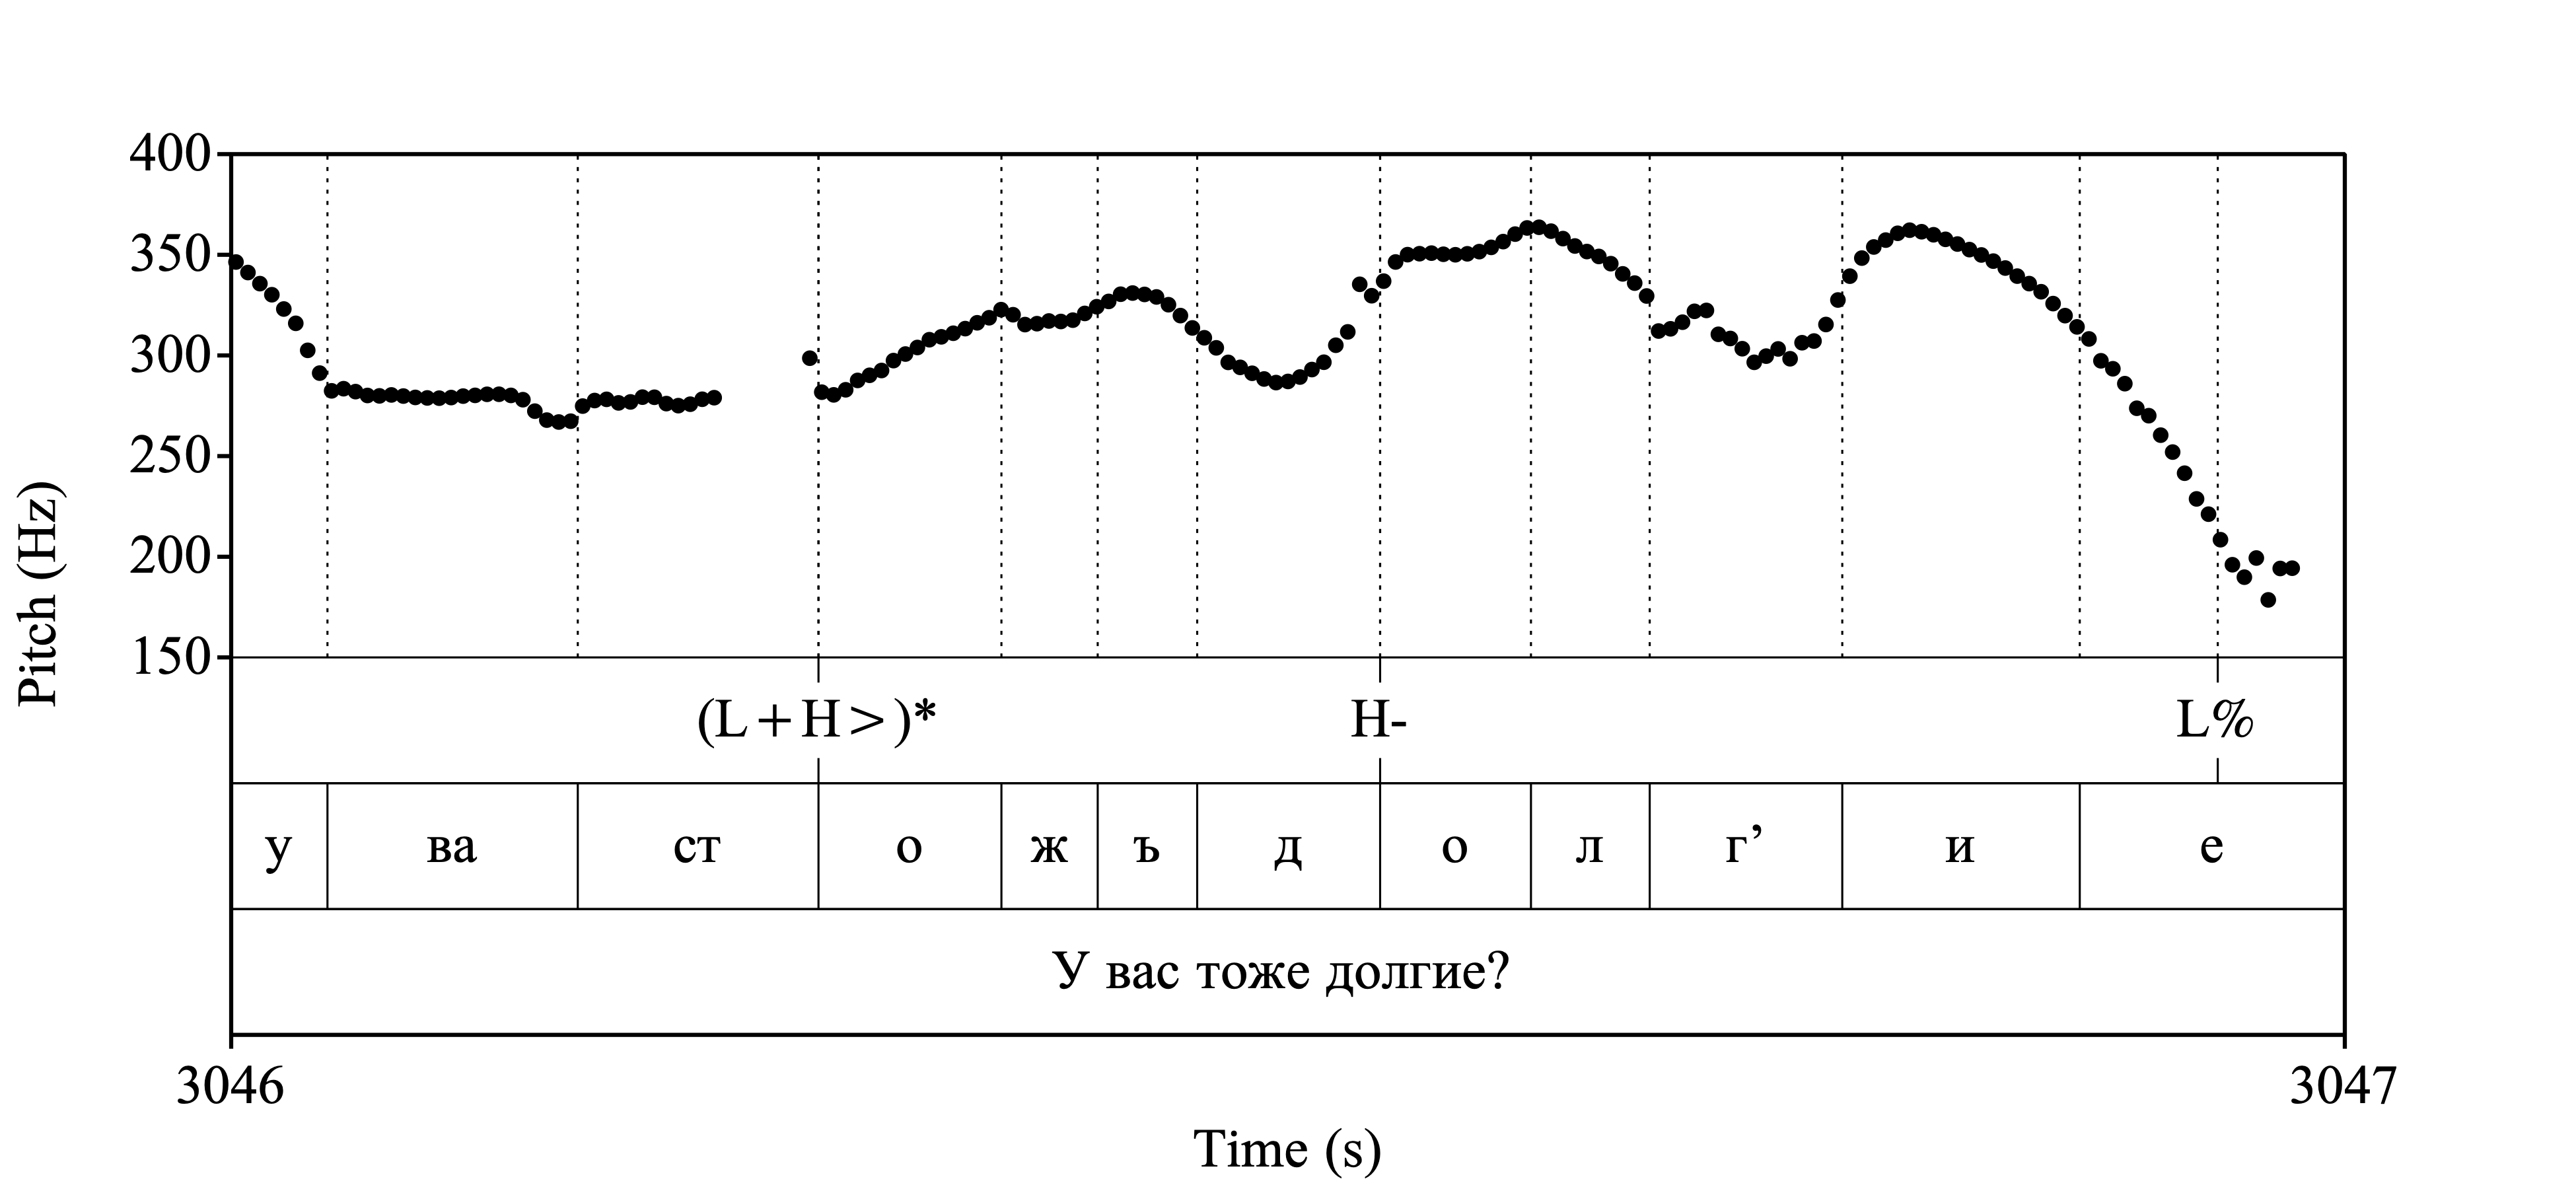 400
350
300
250
200
150
Pitch (Hz)
(L+H>)* H- L%
у ва ст о ж ъ д о л г’ и е
У вас тоже долгие?
3046 3047
Time (s)